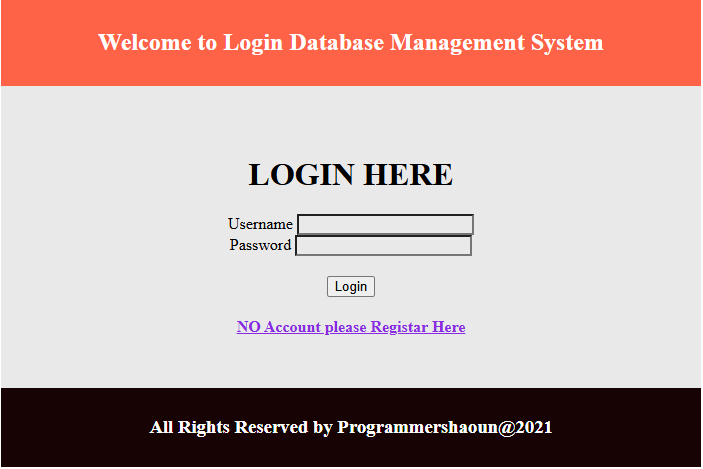 Welcome to Login Database Management System
LOGIN HERE
Username
Password
Login
NO Account please Registar Here
All Rights Reserved by Programmershaoun@2021